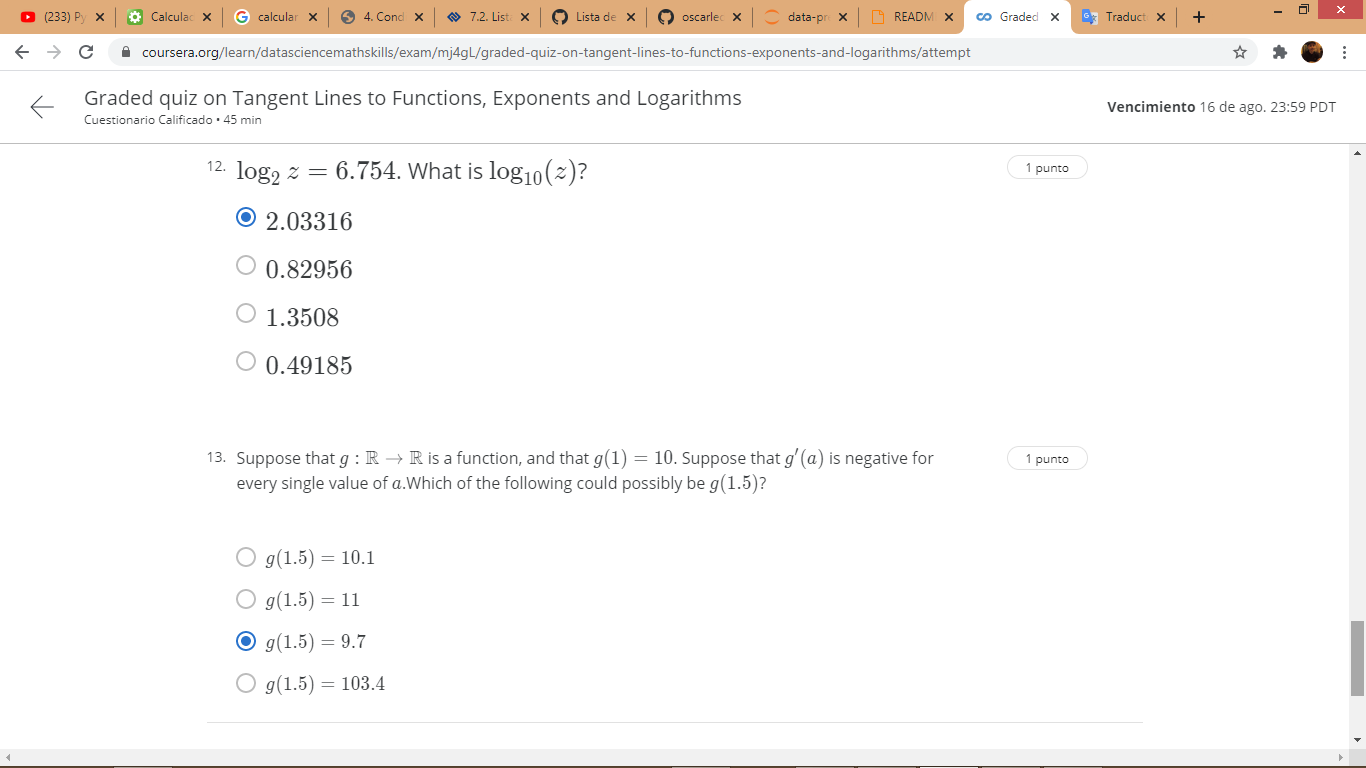 (233) Py
Calculac
calcular
4. Cond
7.2. List
Lista de
oscarlec
data-pr
READM
Graded
Traduct
coursera.org/learn/datasciencemathskills/exam/mj4gL/graded-quiz-on-tangent-lines-to-functions-exponents-and-logarithms/attempt
Graded quiz on Tangent Lines to Functions, Exponents and Logarithms
Cuestionario Calificado • 45 min
Vencimiento 16 de ago. 23:59 PDT
12. log₂ z = 6.754. What is log₁₀(z)?
1 punto
2.03316
0.82956
1.3508
0.49185
13. Suppose that g : ℝ → ℝ is a function, and that g(1) = 10. Suppose that g′(a) is negative for
1 punto
every single value of a.Which of the following could possibly be g(1.5)?
g(1.5) = 10.1
g(1.5) = 11
g(1.5) = 9.7
g(1.5) = 103.4